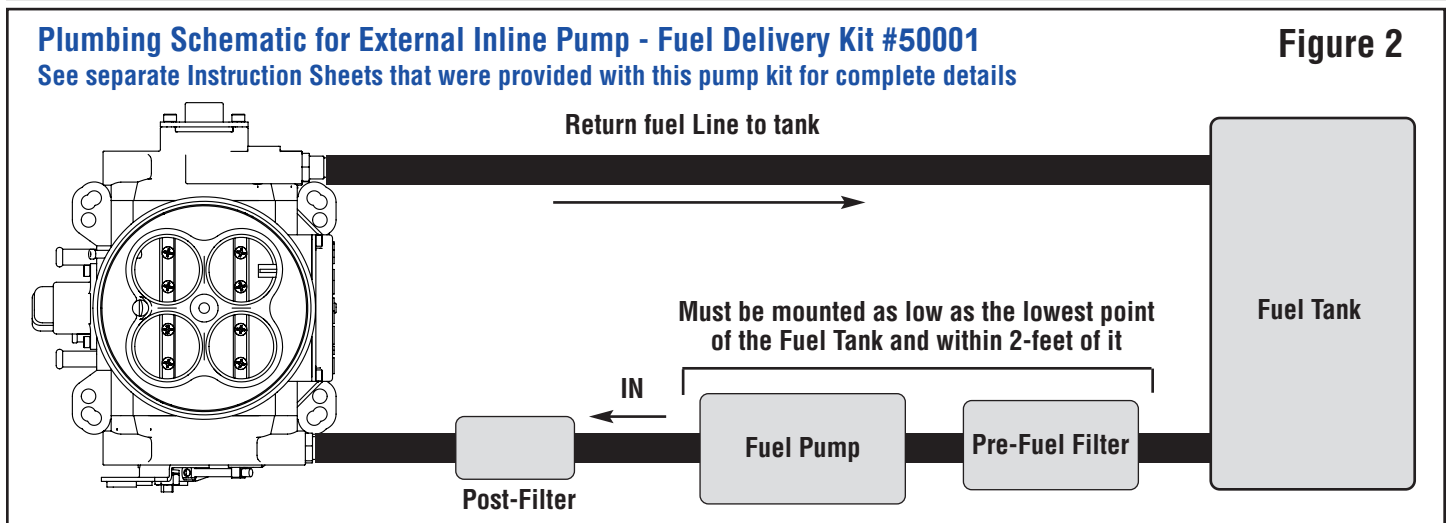 Plumbing Schematic for External Inline Pump - Fuel Delivery Kit #50001
See separate Instruction Sheets that were provided with this pump kit for complete details
Figure 2
Return fuel Line to tank
Must be mounted as low as the lowest point
of the Fuel Tank and within 2-feet of it
Fuel Tank
IN
Fuel Pump
Pre-Fuel Filter
Post-Filter